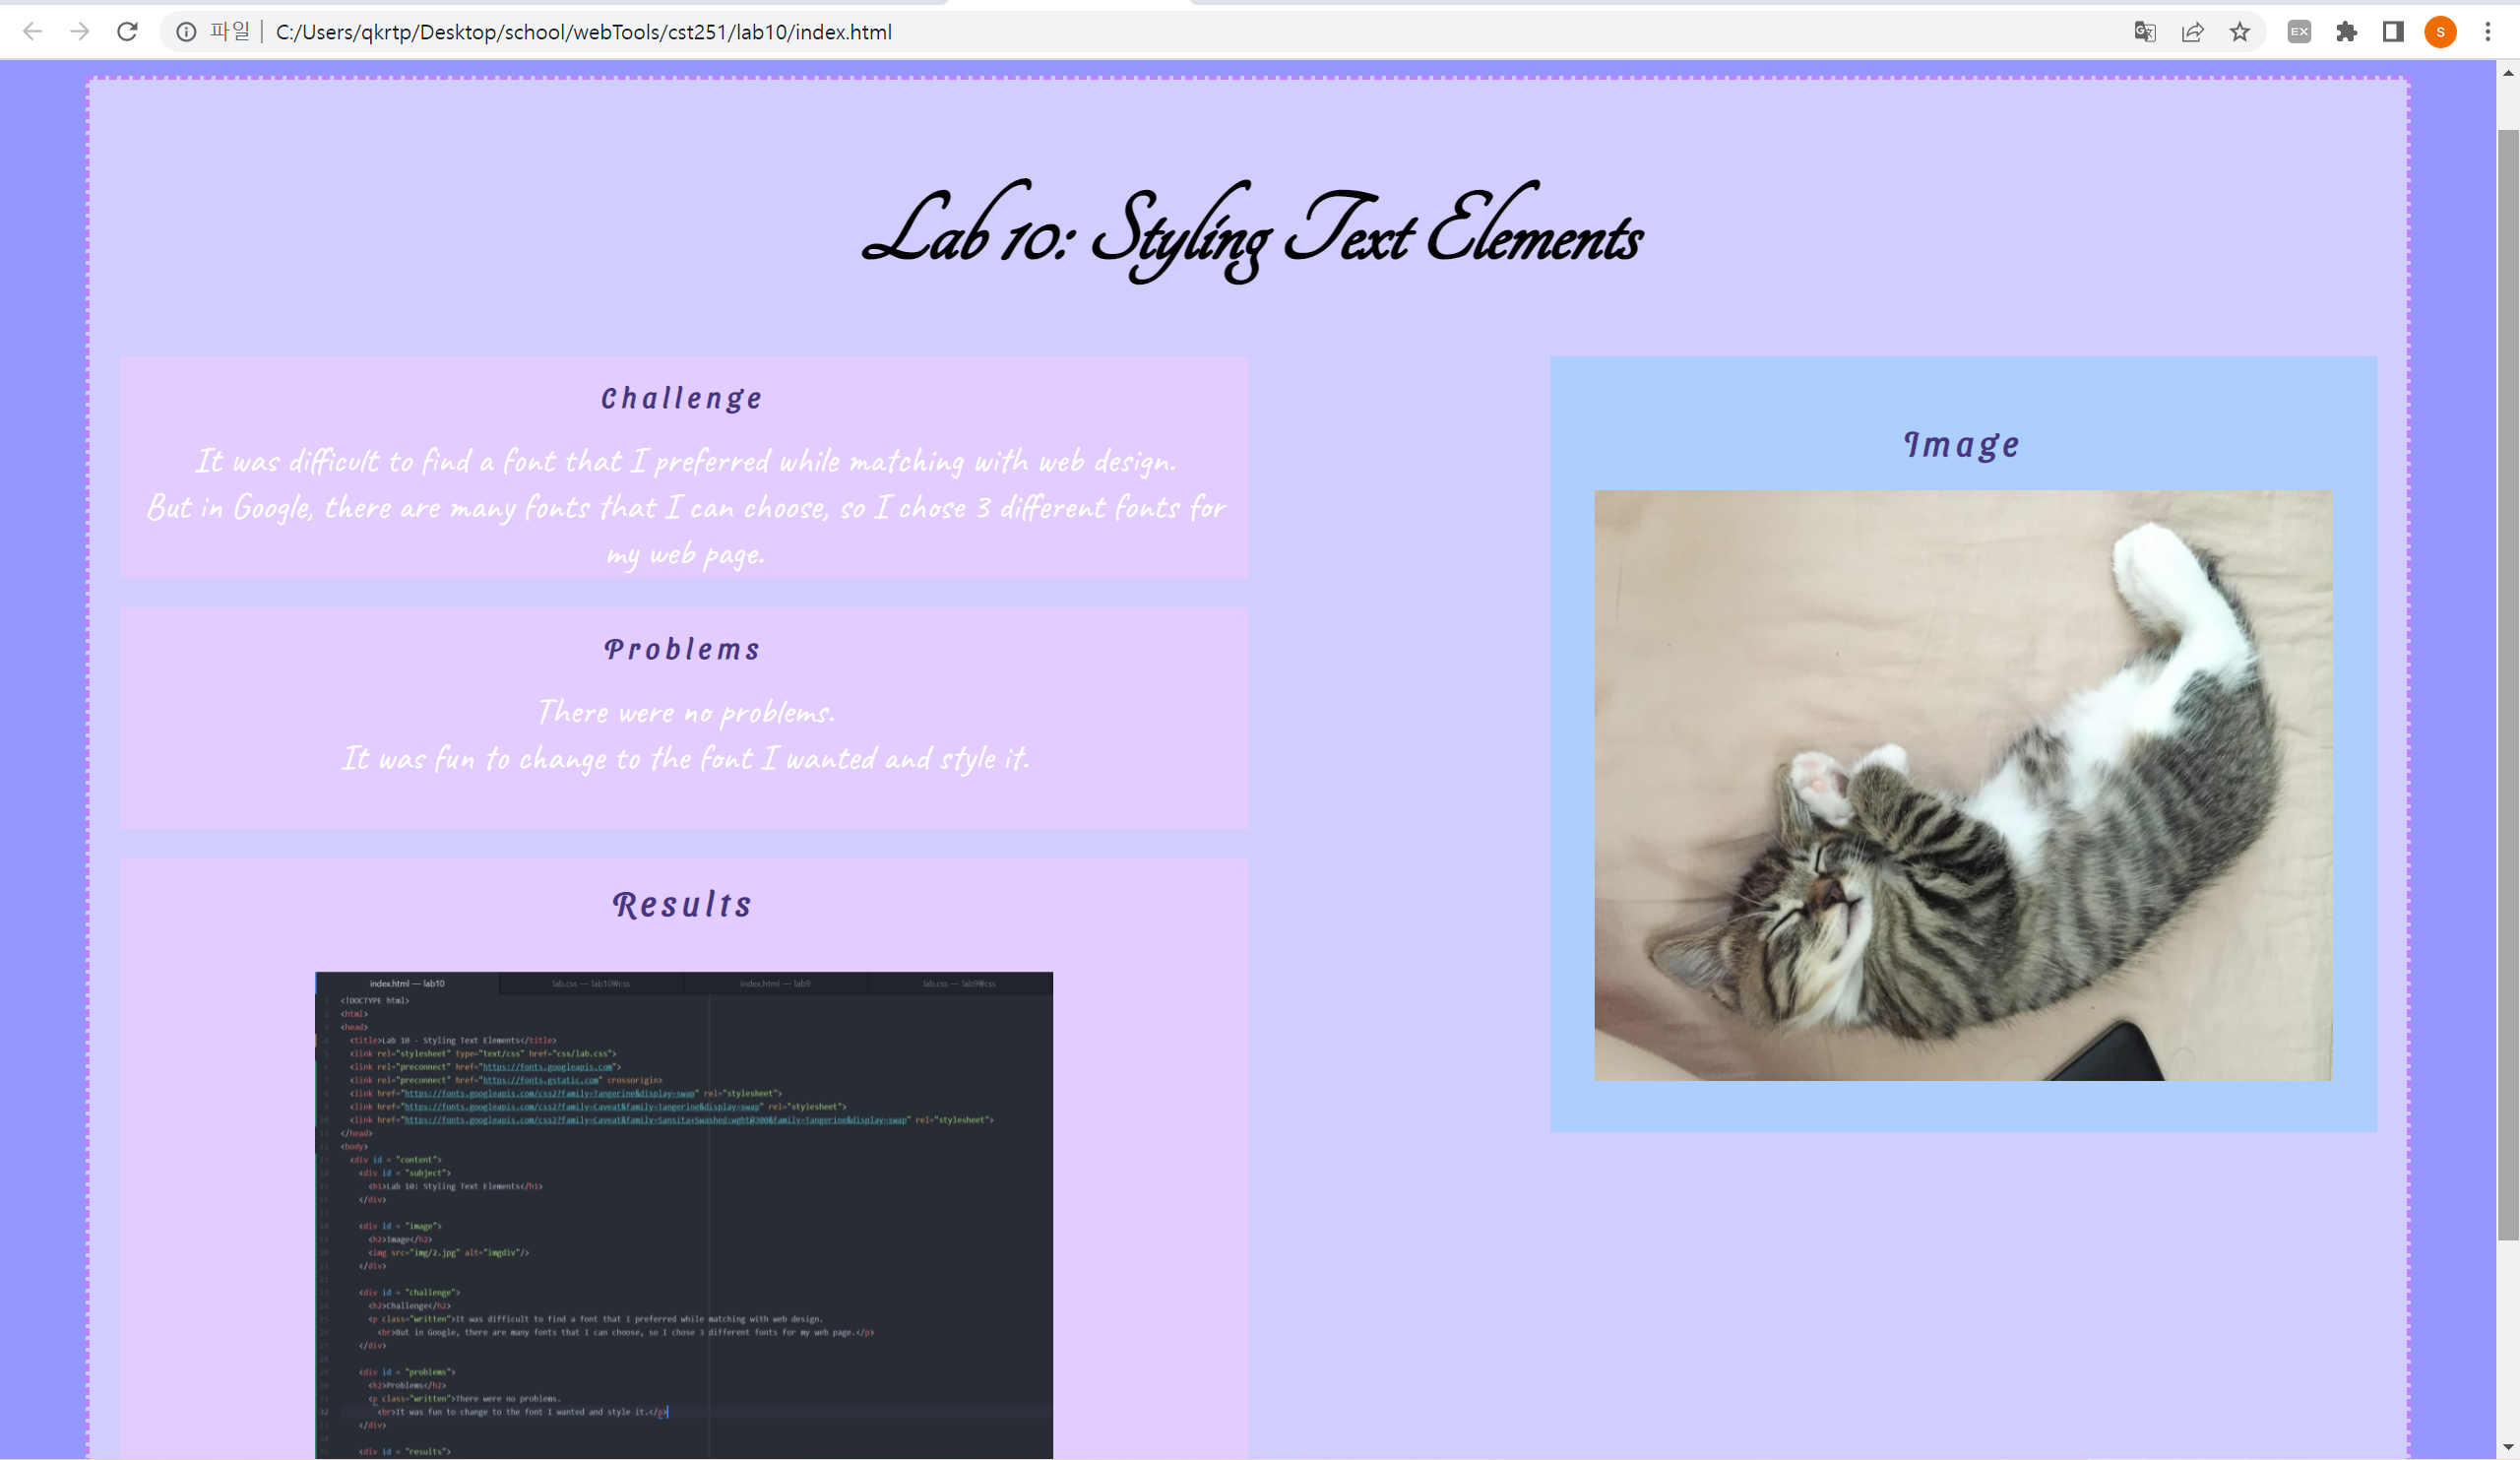 파일 C:/Users/qkrtp/Desktop/school/webTools/cst251/lab10/index.html
EX
S
Lab 10: Styling Text Elements
Challenge
It was difficult to find a font that I preferred while matching with web design.
But in Google, there are many fonts that I can choose, so I chose 3 different fonts for
my web page.
Problems
There were no problems.
It was fun to change to the font I wanted and style it.
Results
index.html — lab10 lab.css — lab10₩css index.html — lab9 lab.css — lab9₩css
<!DOCTYPE html>
<html>
<head>
<title>Lab 10 - Styling Text Elements</title>
<link rel="stylesheet" type="text/css" href="css/lab.css">
<link rel="preconnect" href="https://fonts.googleapis.com">
<link rel="preconnect" href="https://fonts.gstatic.com" crossorigin>
<link href="https://fonts.googleapis.com/css2?family=Tangerine&display=swap" rel="stylesheet">
<link href="https://fonts.googleapis.com/css2?family=Caveat&family=Tangerine&display=swap" rel="stylesheet">
<link href="https://fonts.googleapis.com/css2?family=Caveat&family=Sansita+Swashed:wght@300&family=Tangerine&display=swap" rel="stylesheet">
</head>
<body>
<div id = "content">
<div id = "subject">
<h1>Lab 10: Styling Text Elements</h1>
</div>
<div id = "image">
<h2>Image</h2>
<img src="img/2.jpg" alt="imgdiv"/>
</div>
<div id = "challenge">
<h2>Challenge</h2>
<p class="written">It was difficult to find a font that I preferred while matching with web design.
<br>But in Google, there are many fonts that I can choose, so I chose 3 different fonts for my web page.</p>
</div>
<div id = "problems">
<h2>Problems</h2>
<p class="written">There were no problems.
<br>It was fun to change to the font I wanted and style it.</p>
</div>
<div id = "results">
Image